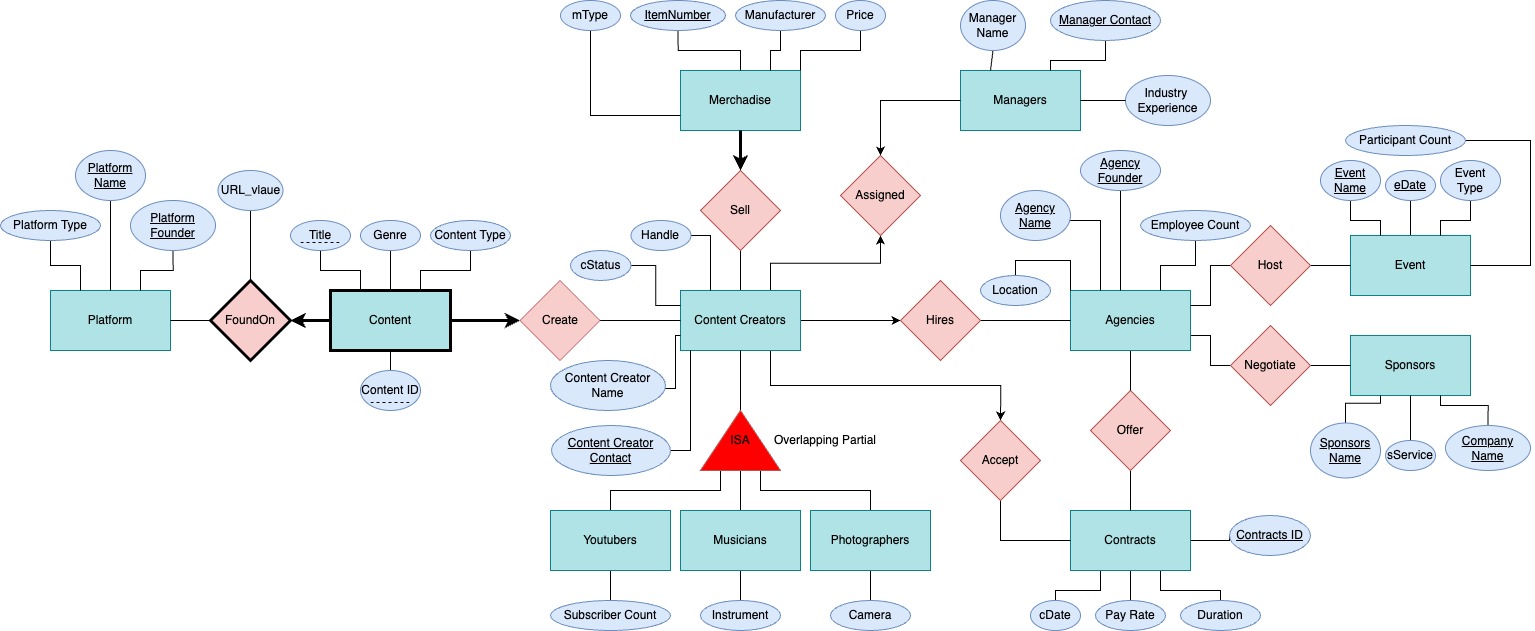 mType
ItemNumber
Manufacturer
Price
Manager
Name
Manager Contact
Merchadise
Managers
Industry
Experience
Participant Count
Platform
Name
URL_vlaue
Assigned
Agency
Founder
Event
Name
eDate
Event
Type
Platform Type
Platform
Founder
Title
Genre
Content Type
Handle
Sell
Agency
Name
Employee Count
cStatus
Host
Event
Location
Platform
FoundOn
Content
Create
Content Creators
Hires
Agencies
Negotiate
Sponsors
Content ID
Content Creator
Name
Content Creator
Contact
ISA
Overlapping Partial
Accept
Offer
Sponsors
Name
sService
Company
Name
Youtubers
Musicians
Photographers
Contracts
Contracts ID
Subscriber Count
Instrument
Camera
cDate
Pay Rate
Duration